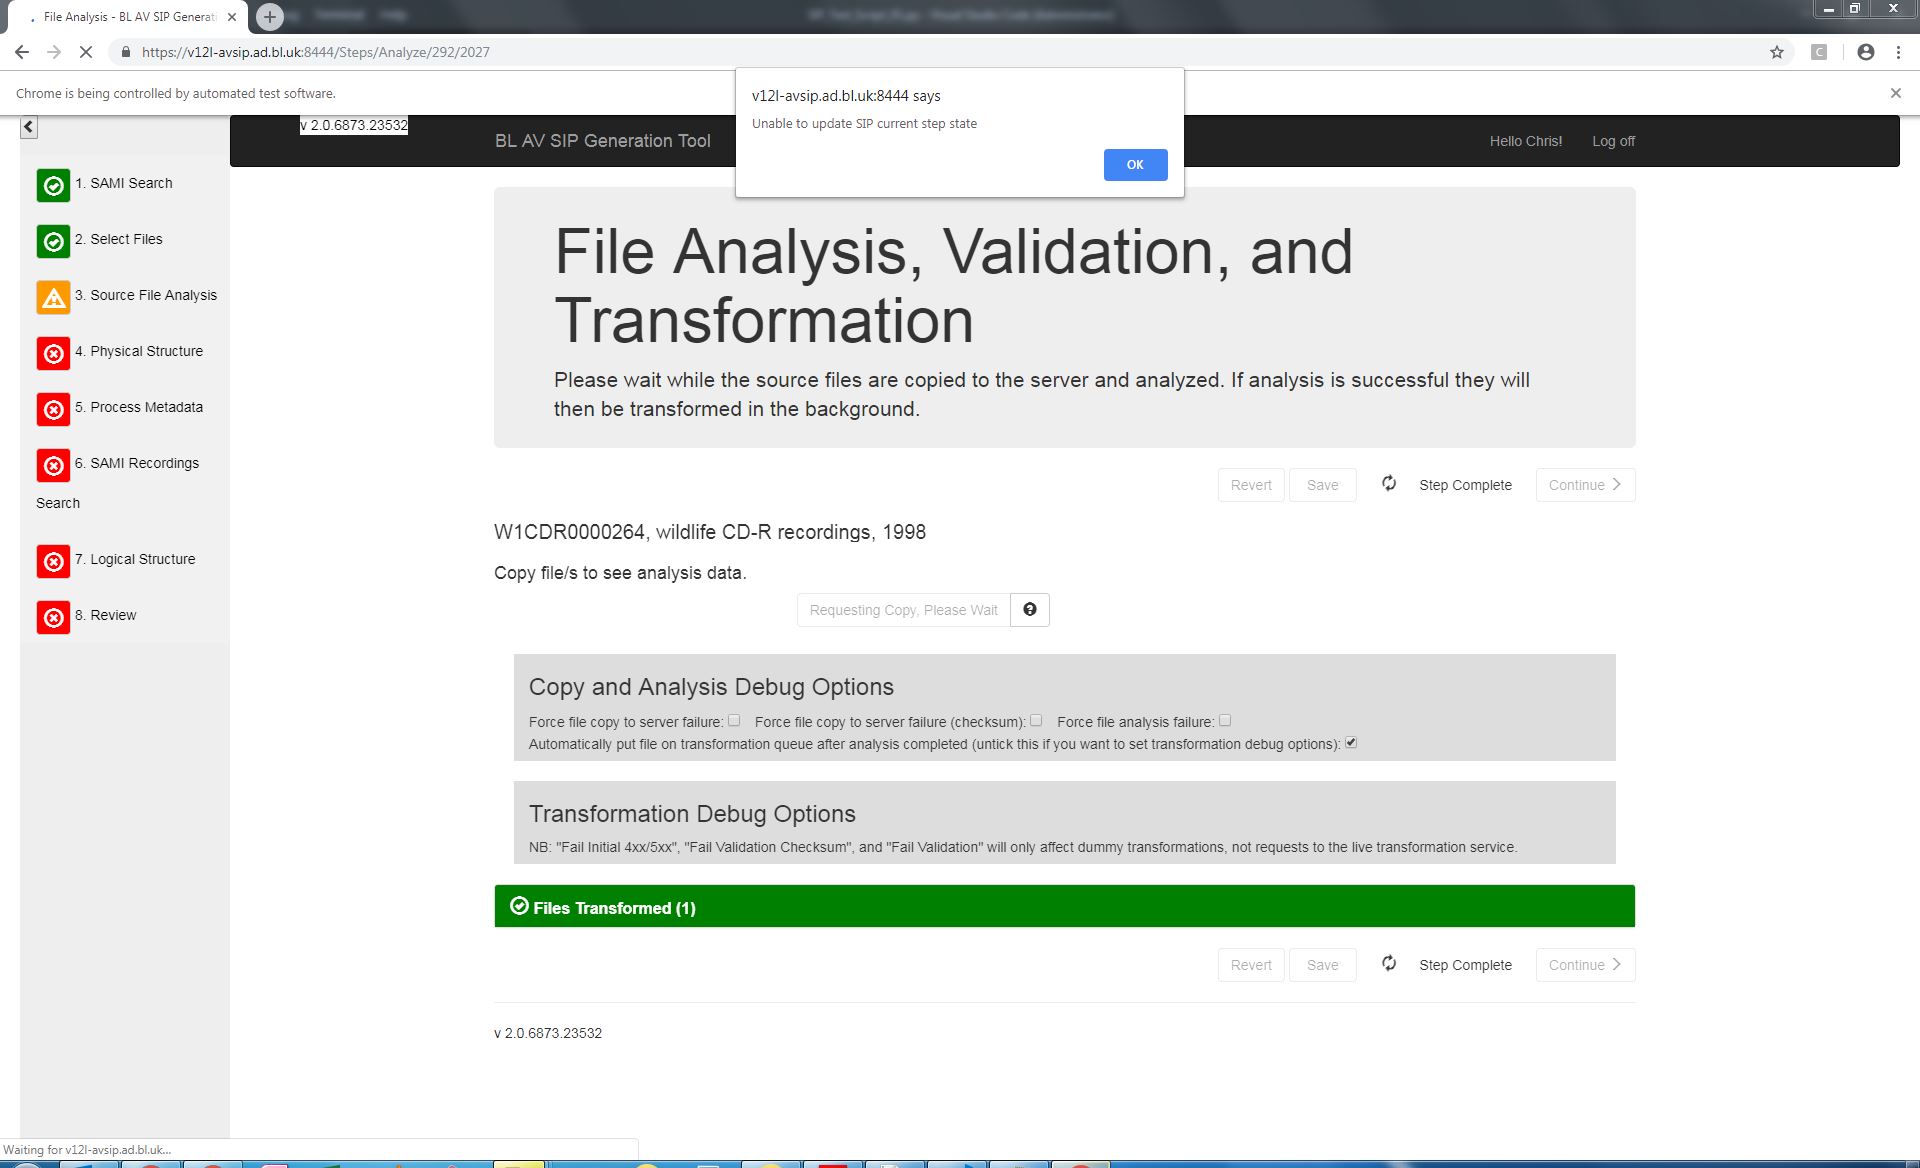 File Analysis - BL AV SIP Generati
https://v12l-avsip.ad.bl.uk:8444/Steps/Analyze/292/2027
Chrome is being controlled by automated test software.
v12l-avsip.ad.bl.uk:8444 says
Unable to update SIP current step state
OK
v 2.0.6873.23532
BL AV SIP Generation Tool
Hello Chris!
Log off
1. SAMI Search
2. Select Files
3. Source File Analysis
4. Physical Structure
5. Process Metadata
6. SAMI Recordings
Search
7. Logical Structure
8. Review
File Analysis, Validation, and
Transformation
Please wait while the source files are copied to the server and analyzed. If analysis is successful they will
then be transformed in the background.
Revert Save Step Complete Continue
W1CDR0000264, wildlife CD-R recordings, 1998
Copy file/s to see analysis data.
Requesting Copy, Please Wait
Copy and Analysis Debug Options
Force file copy to server failure: Force file copy to server failure (checksum): Force file analysis failure:
Automatically put file on transformation queue after analysis completed (untick this if you want to set transformation debug options):
Transformation Debug Options
NB: "Fail Initial 4xx/5xx", "Fail Validation Checksum", and "Fail Validation" will only affect dummy transformations, not requests to the live transformation service.
Files Transformed (1)
Revert Save Step Complete Continue
v 2.0.6873.23532
Waiting for v12l-avsip.ad.bl.uk...